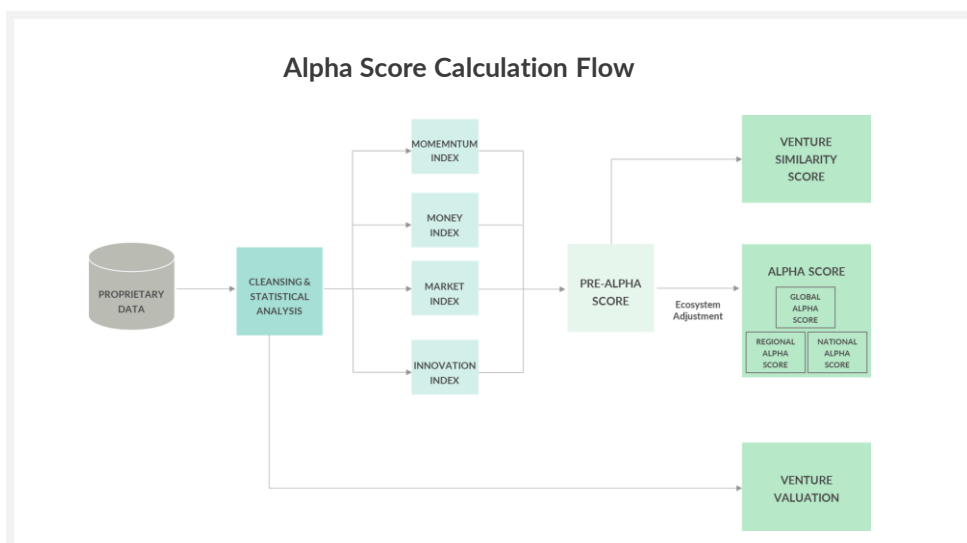 Alpha Score Calculation Flow
MOMEMNTUM
INDEX
MONEY
INDEX
MARKET
INDEX
INNOVATION
INDEX
PROPRIETARY
DATA
CLEANSING &
STATISTICAL
ANALYSIS
PRE-ALPHA
SCORE
Ecosystem
Adjustment
VENTURE
SIMILARITY
SCORE
ALPHA SCORE
GLOBAL
ALPHA
SCORE
REGIONAL
ALPHA
SCORE
NATIONAL
ALPHA
SCORE
VENTURE
VALUATION